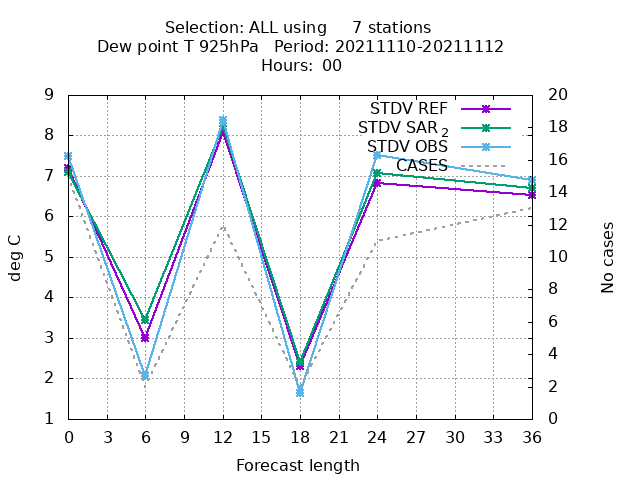 Selection: ALL using 7 stations
Dew point T 925hPa Period: 20211110-20211112
Hours: 00
STDV REF
STDV SAR 2
STDV OBS
CASES
deg C
9
8
7
6
5
4
3
2
1
20
18
16
14
12
10
8
6
4
2
0
No cases
0 3 6 9 12 15 18 21 24 27 30 33 36
Forecast length